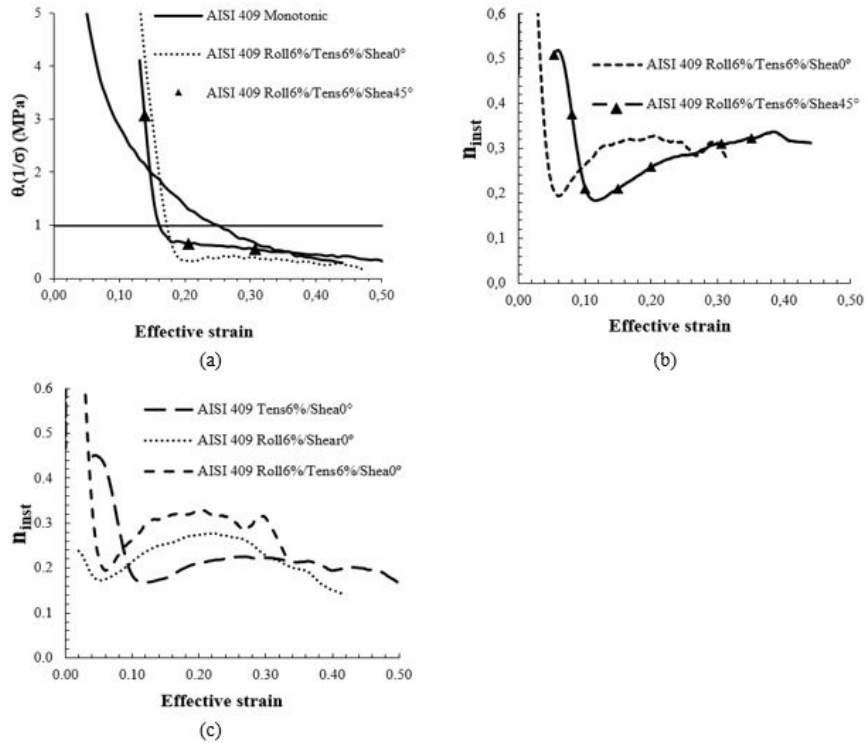 5
4
3
2
1
0
θ.(1/σ) (MPa)
AISI 409 Monotonic
AISI 409 Roll6%/Tens6%/Shea0°
AISI 409 Roll6%/Tens6%/Shea45°
0,00 0,10 0,20 0,30 0,40 0,50
Effective strain
(a)
0,6
0,5
0,4
0,3
0,2
0,1
0,0
n_inst
AISI 409 Roll6%/Tens6%/Shea0º
AISI 409 Roll6%/Tens6%/Shea45°
0,00 0,10 0,20 0,30 0,40 0,50
Effective strain
(b)
0.6
0.5
0.4
0.3
0.2
0.1
0.0
n_inst
AISI 409 Tens6%/Shea0°
AISI 409 Roll6%/Shear0°
AISI 409 Roll6%/Tens6%/Shea0º
0.00 0.10 0.20 0.30 0.40 0.50
Effective strain
(c)